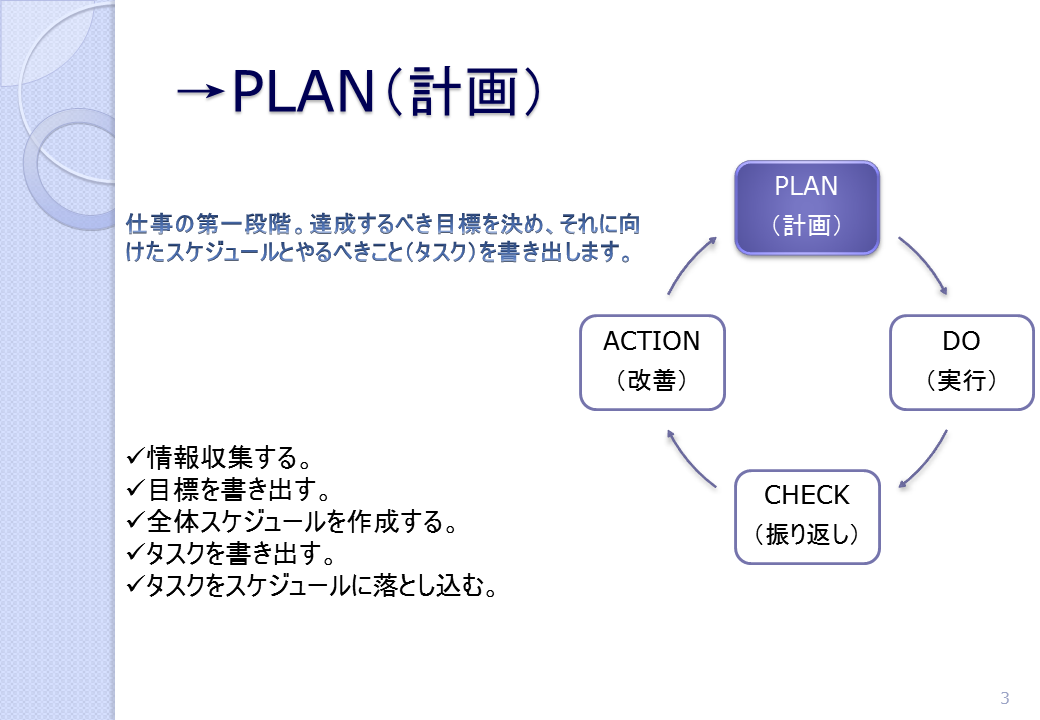 →PLAN（計画）
仕事の第一段階。達成するべき目標を決め、それに向
けたスケジュールとやるべきこと（タスク）を書き出します。
PLAN
（計画）
ACTION
（改善）
DO
（実行）
CHECK
（振り返し）
✓情報収集する。
✓目標を書き出す。
✓全体スケジュールを作成する。
✓タスクを書き出す。
✓タスクをスケジュールに落とし込む。
3